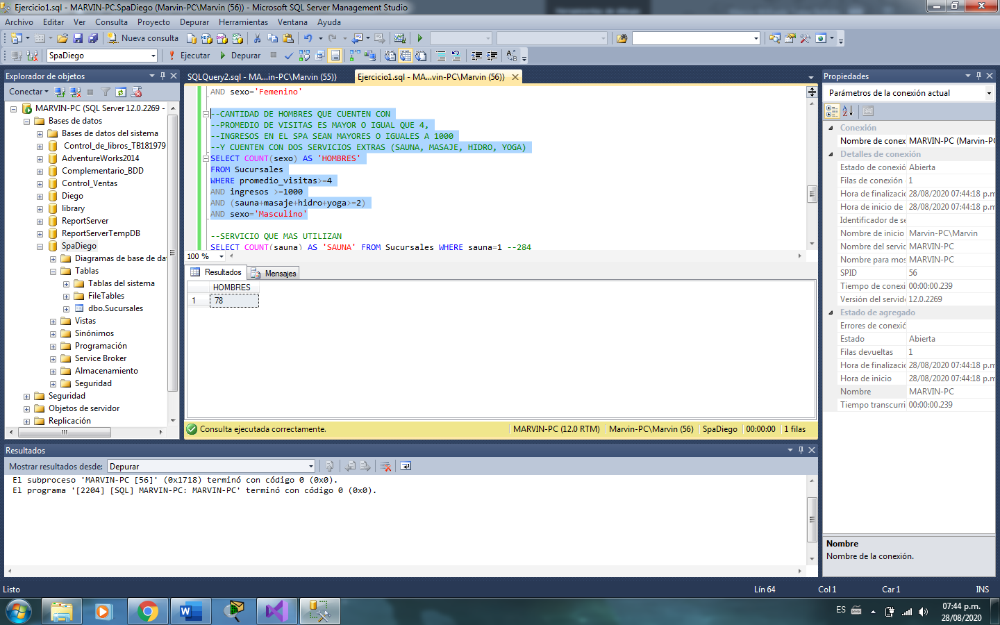 Ejercicio1.sql - MARVIN-PC.SpaDiego (Marvin-PC\Marvin (56)) - Microsoft SQL Server Management Studio
Archivo Editar Ver Consulta Proyecto Depurar Herramientas Ventana Ayuda
Nueva consulta
SpaDiego Ejecutar Depurar
Explorador de objetos
Conectar
MARVIN-PC (SQL Server 12.0.2269 -
Bases de datos
Bases de datos del sistema
Control_de_libros_TB181979
AdventureWorks2014
Complementario_BDD
Control_Ventas
Diego
library
ReportServer
ReportServerTempDB
SpaDiego
Diagramas de base de da
Tablas
Tablas del sistema
FileTables
dbo.Sucursales
Vistas
Sinónimos
Programación
Service Broker
Almacenamiento
Seguridad
Seguridad
Objetos de servidor
Replicación
SQLQuery2.sql - MA...in-PC\Marvin (55)) Ejercicio1.sql - MA...vin-PC\Marvin (56))
AND sexo='Femenino'
--CANTIDAD DE HOMBRES QUE CUENTEN CON
--PROMEDIO DE VISITAS ES MAYOR O IGUAL QUE 4,
--INGRESOS EN EL SPA SEAN MAYORES O IGUALES A 1000
--Y CUENTEN CON DOS SERVICIOS EXTRAS (SAUNA, MASAJE, HIDRO, YOGA)
SELECT COUNT(sexo) AS 'HOMBRES'
FROM Sucursales
WHERE promedio_visitas>=4
AND ingresos >=1000
AND (sauna+masaje+hidro+yoga>=2)
AND sexo='Masculino'
--SERVICIO QUE MAS UTILIZAN
SELECT COUNT(sauna) AS 'SAUNA' FROM Sucursales WHERE sauna=1 --284
100 %
Resultados Mensajes
HOMBRES
1 78
Consulta ejecutada correctamente. MARVIN-PC (12.0 RTM) Marvin-PC\Marvin (56) SpaDiego 00:00:00 1 filas
Propiedades
Parámetros de la conexión actual
Conexión
Nombre de conex MARVIN-PC (Marvin-PC
Detalles de conexión
Estado de conexió Abierta
Filas de conexión 1
Hora de finalizació 28/08/2020 07:44:18 p.m
Hora de inicio de 28/08/2020 07:44:18 p.m
Identificador de se
Nombre de inicio Marvin-PC\Marvin
Nombre del servic MARVIN-PC
Nombre para mos MARVIN-PC
SPID 56
Tiempo de conexi 00:00:00.239
Versión del servid 12.0.2269
Estado de agregado
Errores de conexió
Estado Abierta
Filas devueltas 1
Hora de finalizació 28/08/2020 07:44:18 p.m
Hora de inicio 28/08/2020 07:44:18 p.m
Nombre MARVIN-PC
Tiempo transcurri 00:00:00.239
Nombre
Nombre de la conexión.
Resultados
Mostrar resultados desde: Depurar
El subproceso 'MARVIN-PC [56]' (0x1718) terminó con código 0 (0x0).
El programa '[2204] [SQL] MARVIN-PC: MARVIN-PC' terminó con código 0 (0x0).
Listo Lín 64 Col 1 Car 1 INS
ES 07:44 p.m.
28/08/2020